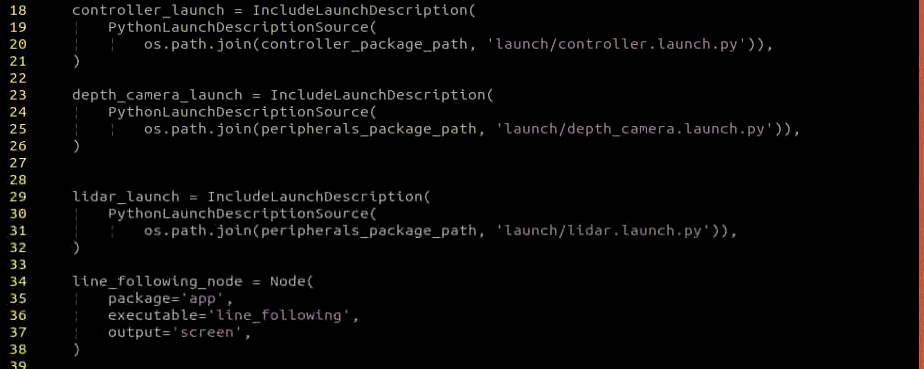 18 controller_launch = IncludeLaunchDescription(
19 PythonLaunchDescriptionSource(
20 os.path.join(controller_package_path, 'launch/controller.launch.py')),
21 )
22
23 depth_camera_launch = IncludeLaunchDescription(
24 PythonLaunchDescriptionSource(
25 os.path.join(peripherals_package_path, 'launch/depth_camera.launch.py')),
26 )
27
28
29 lidar_launch = IncludeLaunchDescription(
30 PythonLaunchDescriptionSource(
31 os.path.join(peripherals_package_path, 'launch/lidar.launch.py')),
32 )
33
34 line_following_node = Node(
35 package='app',
36 executable='line_following',
37 output='screen',
38 )
39